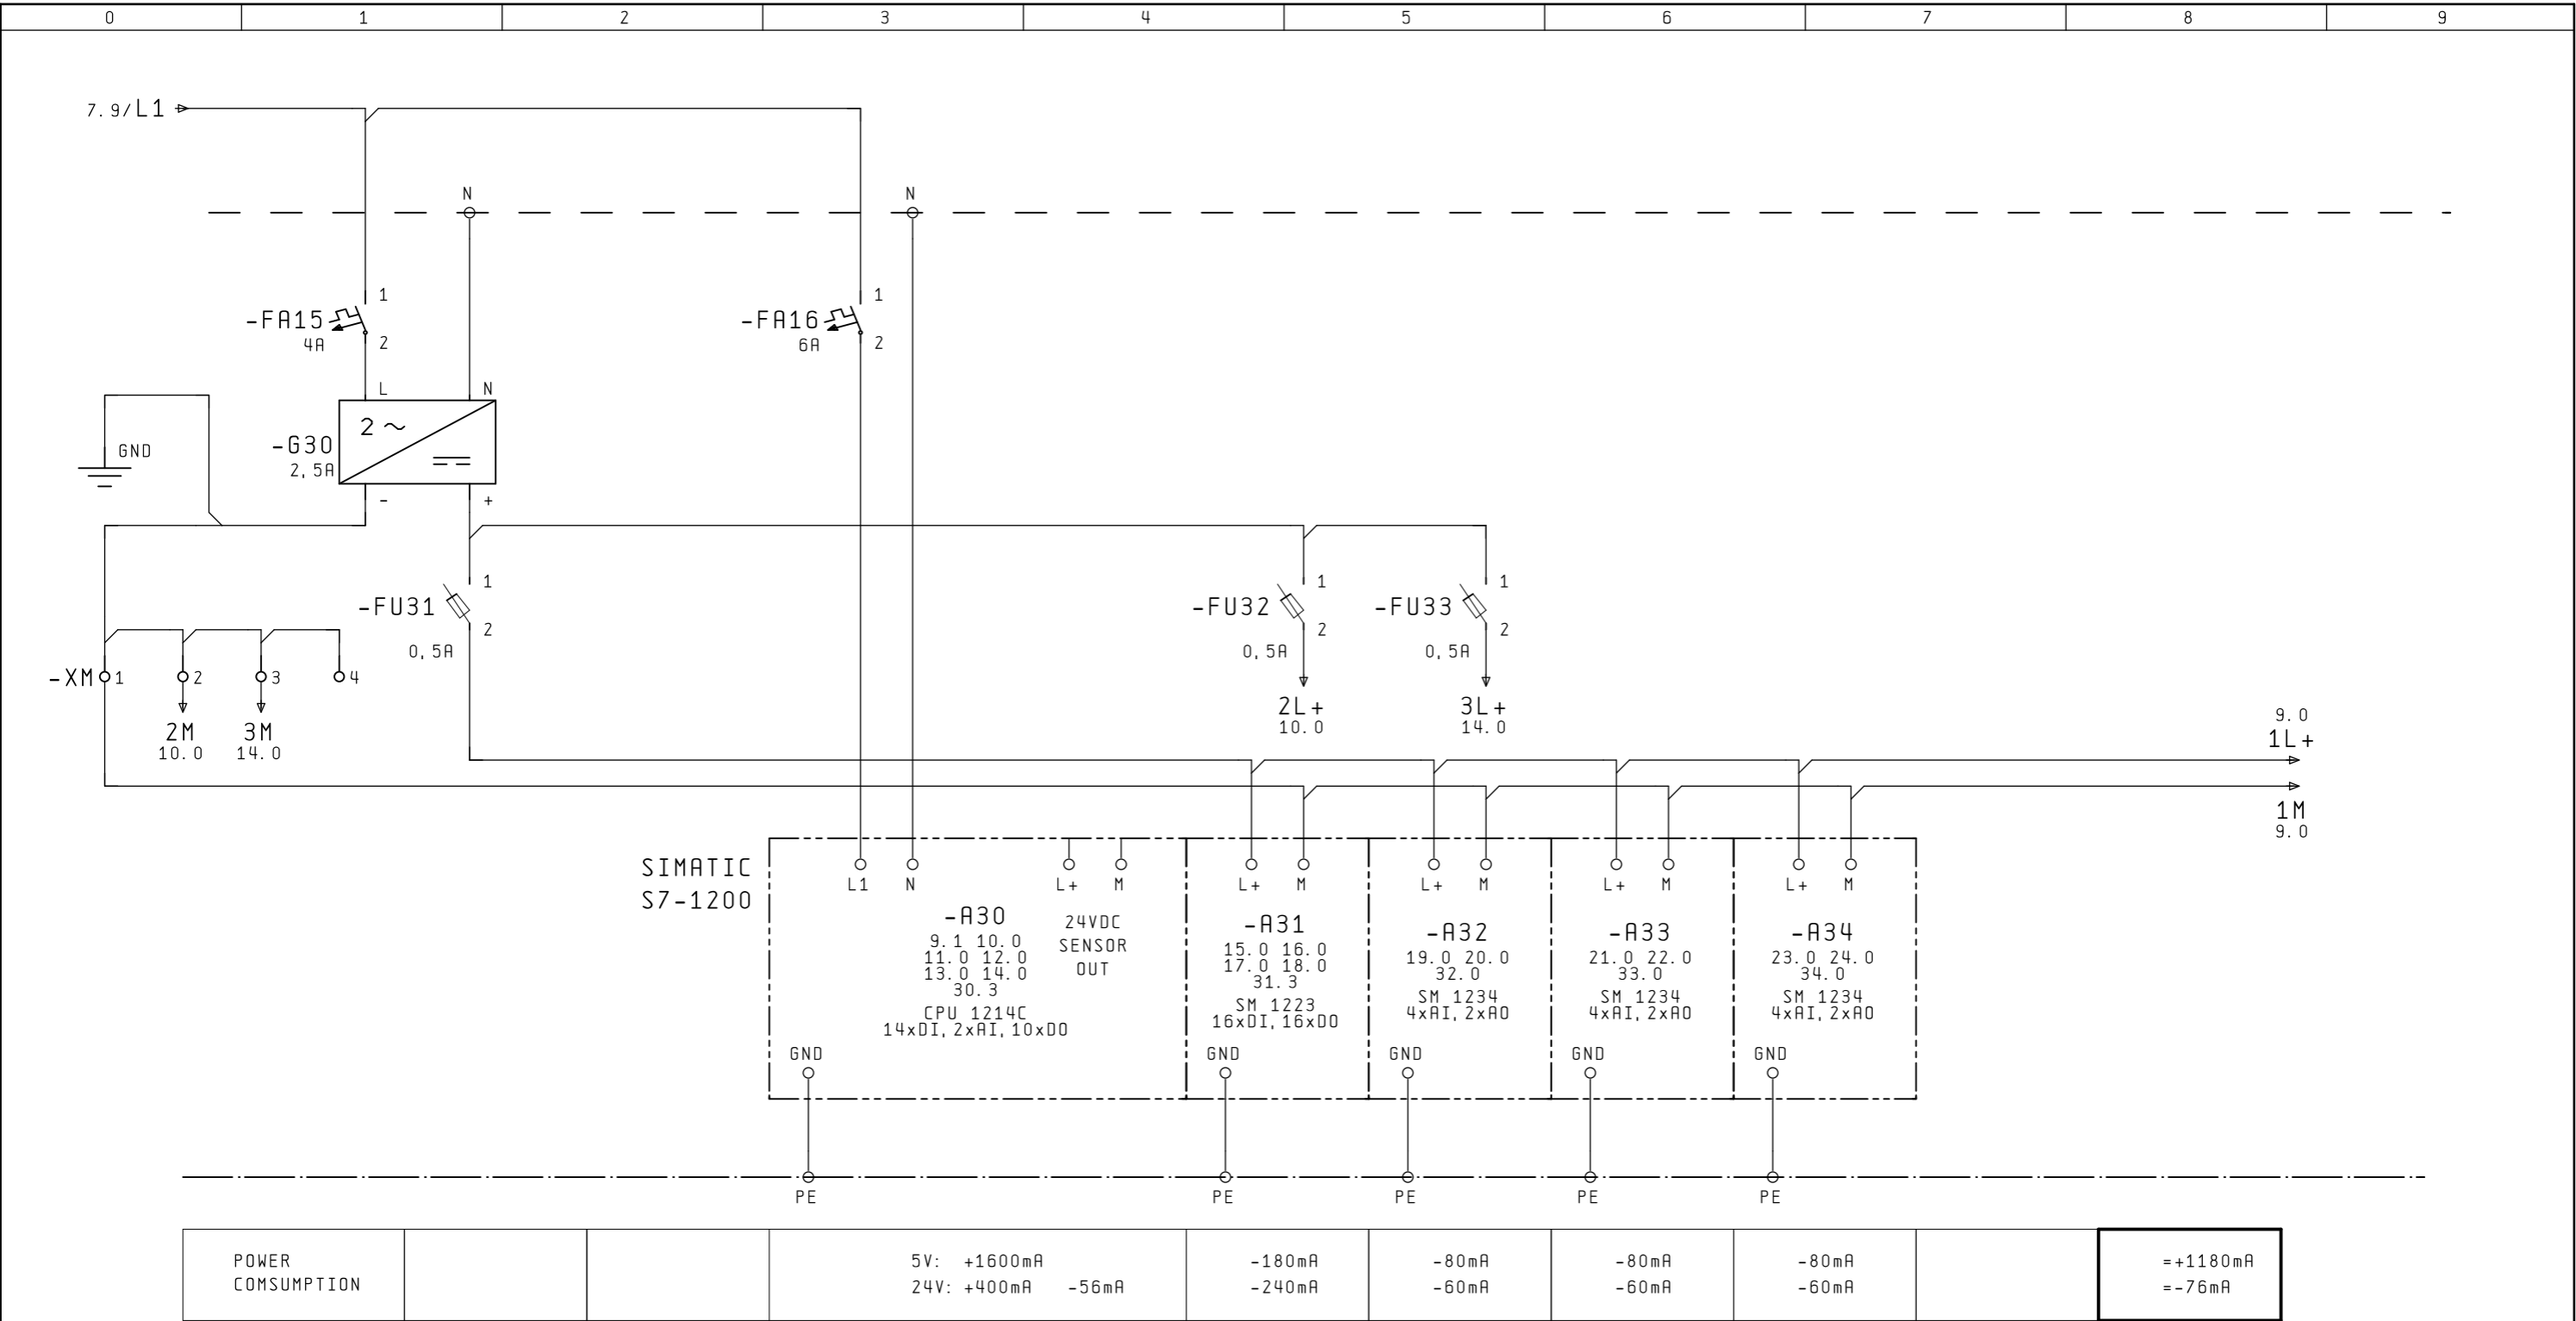 0 1 2 3 4 5 6 7 8 9
7.9/L1
N N
1 1
-FA15 -FA16
4A 6A
2 2
L N
2 ~
-G30
2,5A
GND
- +
1 1 1
-FU31 -FU32 -FU33
2 2 2
0,5A 0,5A 0,5A
-XM 1 2 3 4
2M 3M
10.0 14.0
2L+ 3L+
10.0 14.0
9.0
1L+
1M
9.0
SIMATIC
S7-1200
L1 N L+ M L+ M L+ M L+ M L+ M
-A30
9.1 10.0
11.0 12.0
13.0 14.0
30.3
CPU 1214C
14xDI,2xAI,10xDO
24VDC
SENSOR
OUT
-A31
15.0 16.0
17.0 18.0
31.3
SM 1223
16xDI,16xDO
-A32
19.0 20.0
32.0
SM 1234
4xAI,2xAO
-A33
21.0 22.0
33.0
SM 1234
4xAI,2xAO
-A34
23.0 24.0
34.0
SM 1234
4xAI,2xAO
GND GND GND GND GND
PE PE PE PE PE
POWER
COMSUMPTION
5V: +1600mA -180mA -80mA -80mA -80mA =+1180mA
24V: +400mA -56mA -240mA -60mA -60mA -60mA =-76mA